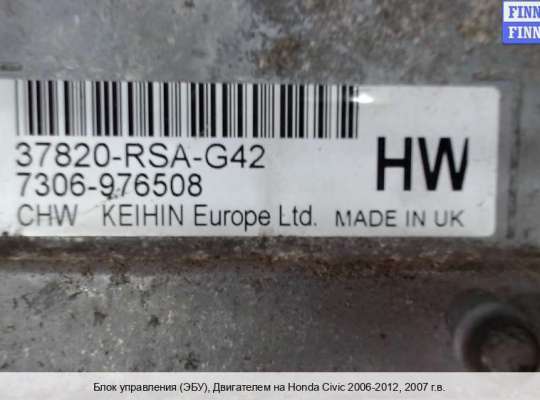 FINN
FINN
37820-RSA-G42
7306-976508
HW
CHW KEIHIN Europe Ltd. MADE IN UK
Блок управления (ЭБУ), Двигателем на Honda Civic 2006-2012, 2007 г.в.